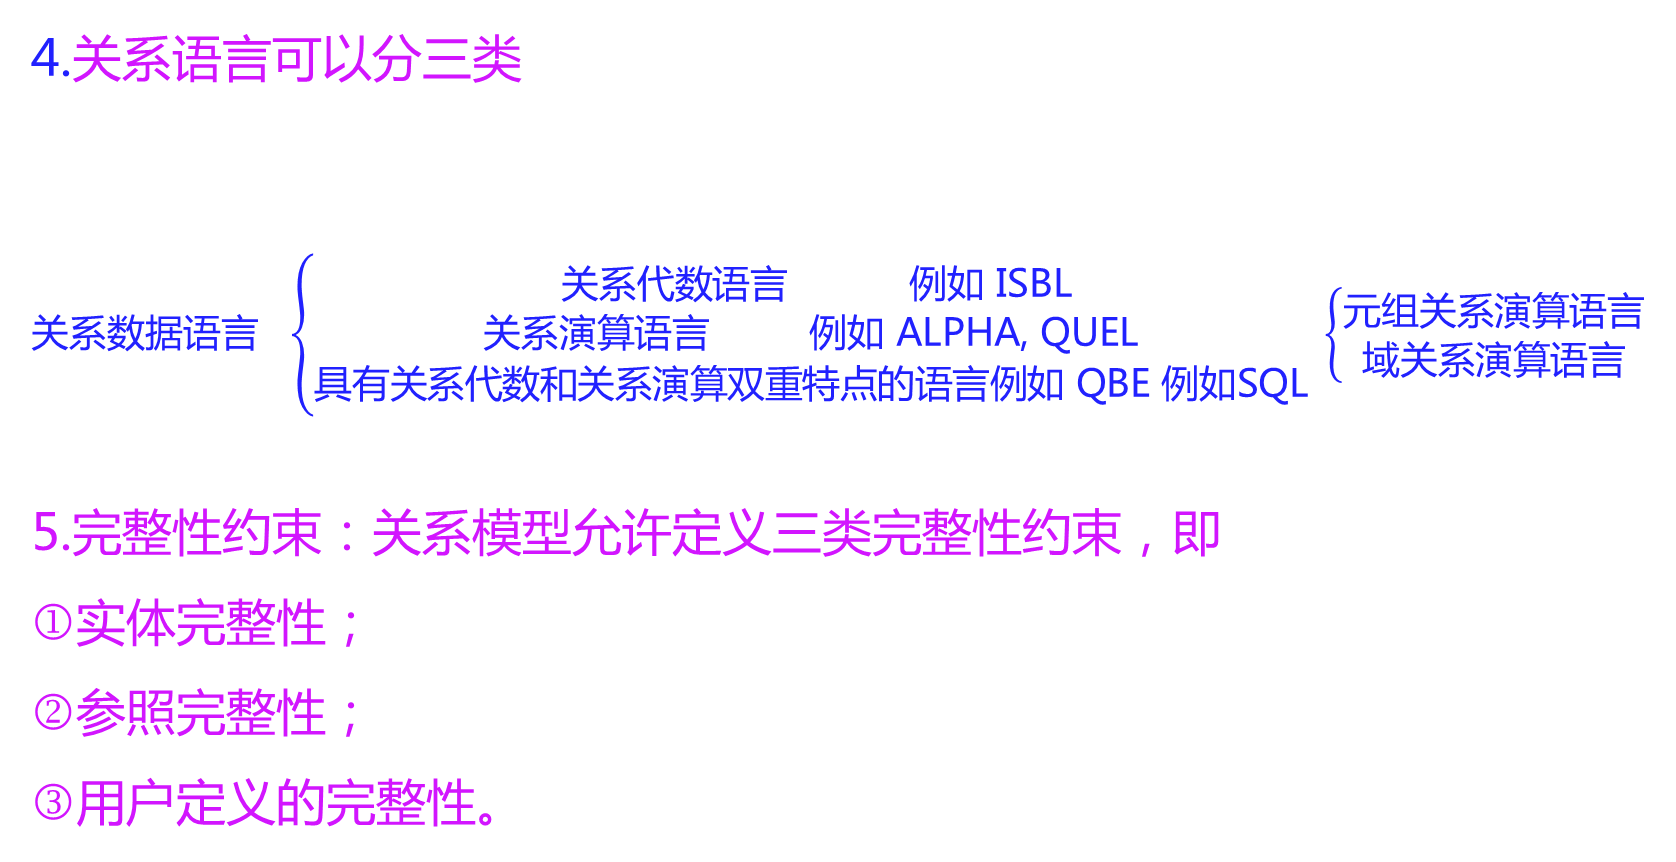 4.关系语言可以分三类
关系代数语言 例如 ISBL
关系数据语言 关系演算语言 例如 ALPHA, QUEL
具有关系代数和关系演算双重特点的语言例如 QBE 例如SQL
元组关系演算语言
域关系演算语言
5.完整性约束：关系模型允许定义三类完整性约束，即
①实体完整性；
②参照完整性；
③用户定义的完整性。